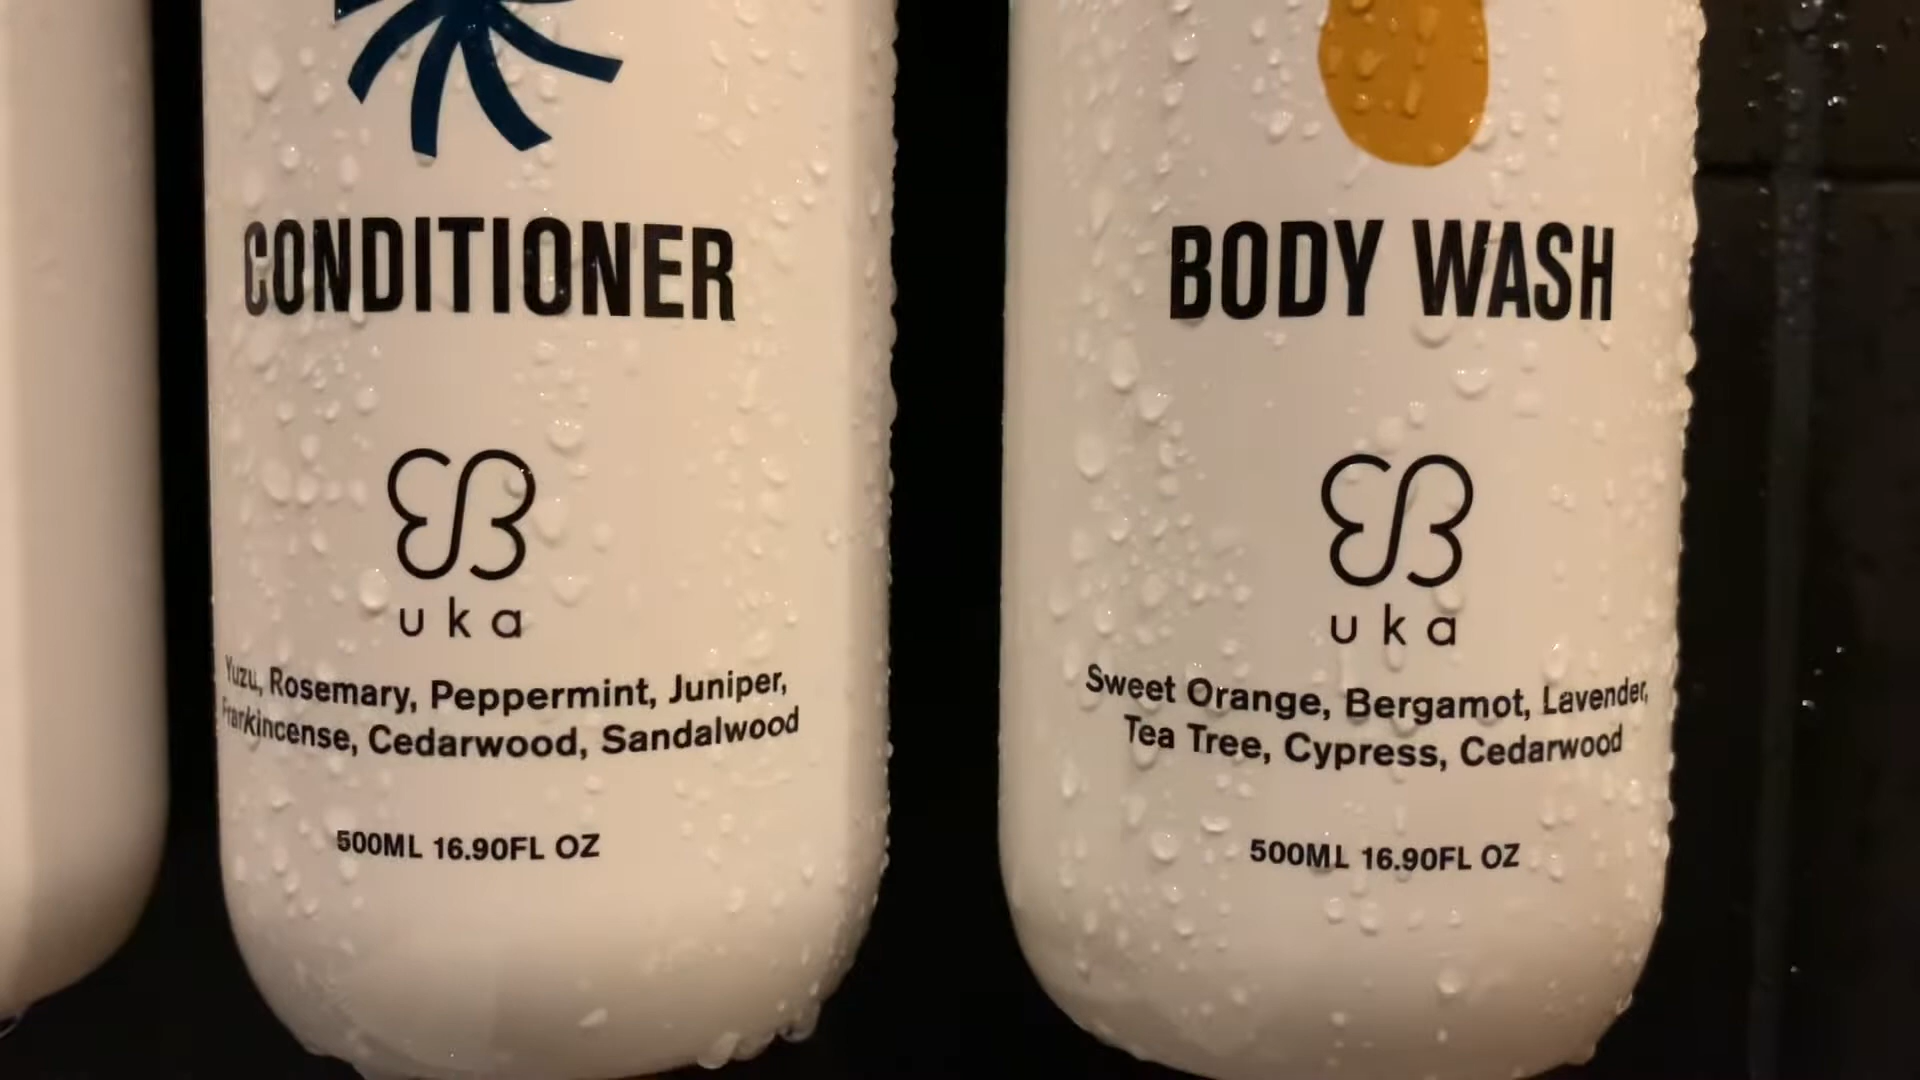 CONDITIONER
uka
Yuzu, Rosemary, Peppermint, Juniper,
Frankincense, Cedarwood, Sandalwood
500ML 16.90FL OZ
BODY WASH
uka
Sweet Orange, Bergamot, Lavender,
Tea Tree, Cypress, Cedarwood
500ML 16.90FL OZ